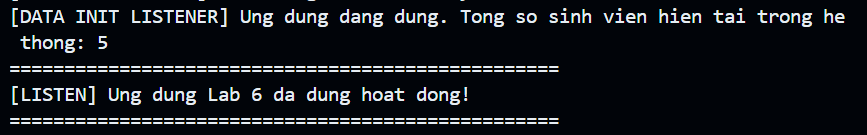 [DATA INIT LISTENER] Ung dung dang dung. Tong so sinh vien hien tai trong he
 thong: 5
==================================================
[LISTEN] Ung dung Lab 6 da dung hoat dong!
==================================================